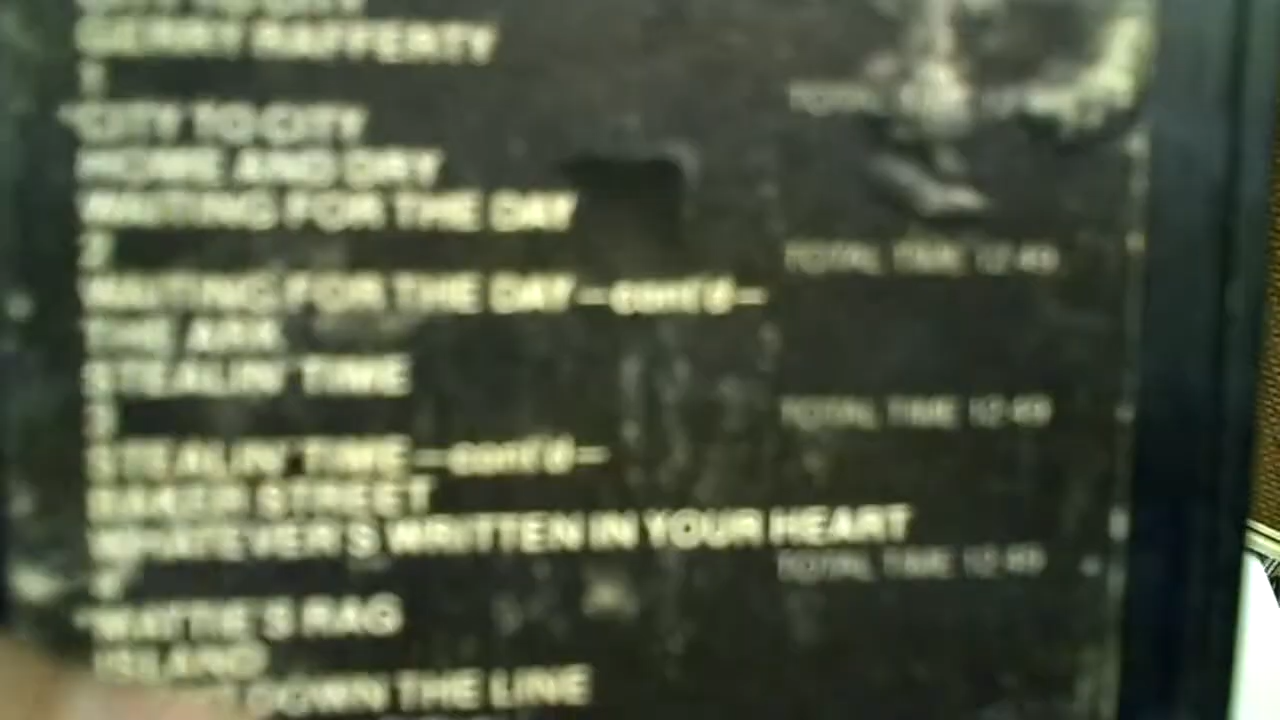 GERRY RAFFERTY
1
TOTAL TIME
*CITY TO CITY
HOME AND DRY
WAITING FOR THE DAY
2
TOTAL TIME 12:49
WAITING FOR THE DAY—cont'd—
THE ARK
STEALIN' TIME
3
TOTAL TIME 12:49
STEALIN' TIME—cont'd—
BAKER STREET
WHATEVER'S WRITTEN IN YOUR HEART
TOTAL TIME 12:49
*MATTIE'S RAG
ISLAND
DOWN THE LINE